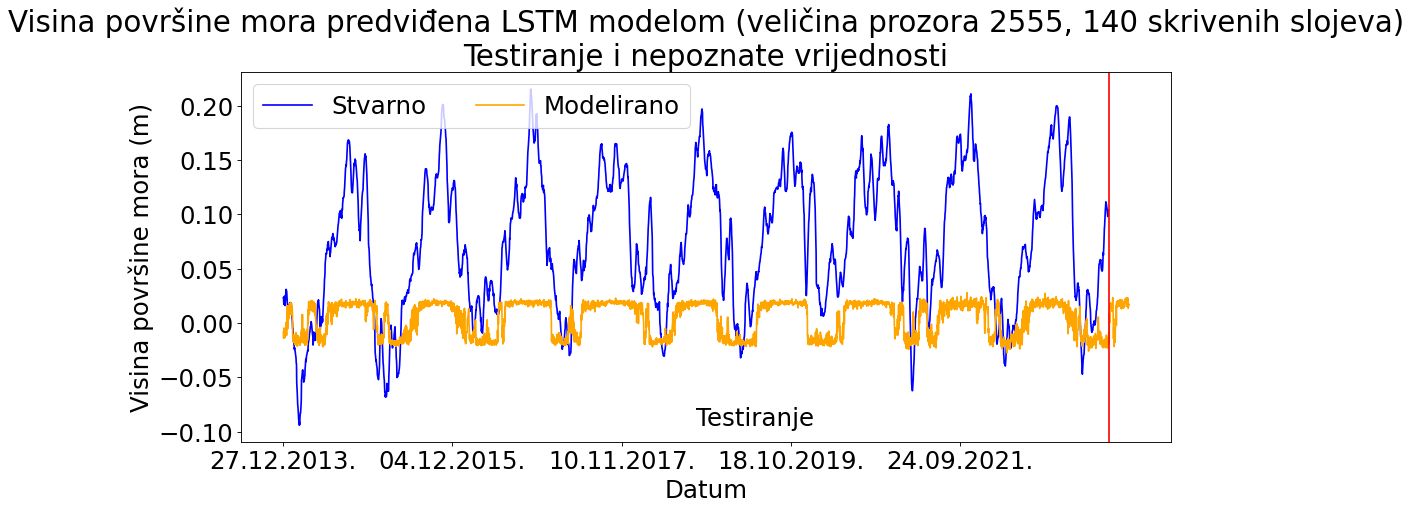 Visina površine mora predviđena LSTM modelom (veličina prozora 2555, 140 skrivenih slojeva)
Testiranje i nepoznate vrijednosti
Stvarno
Modelirano
Visina površine mora (m)
0.20
0.15
0.10
0.05
0.00
−0.05
−0.10
Testiranje
27.12.2013.
04.12.2015.
10.11.2017.
18.10.2019.
24.09.2021.
Datum